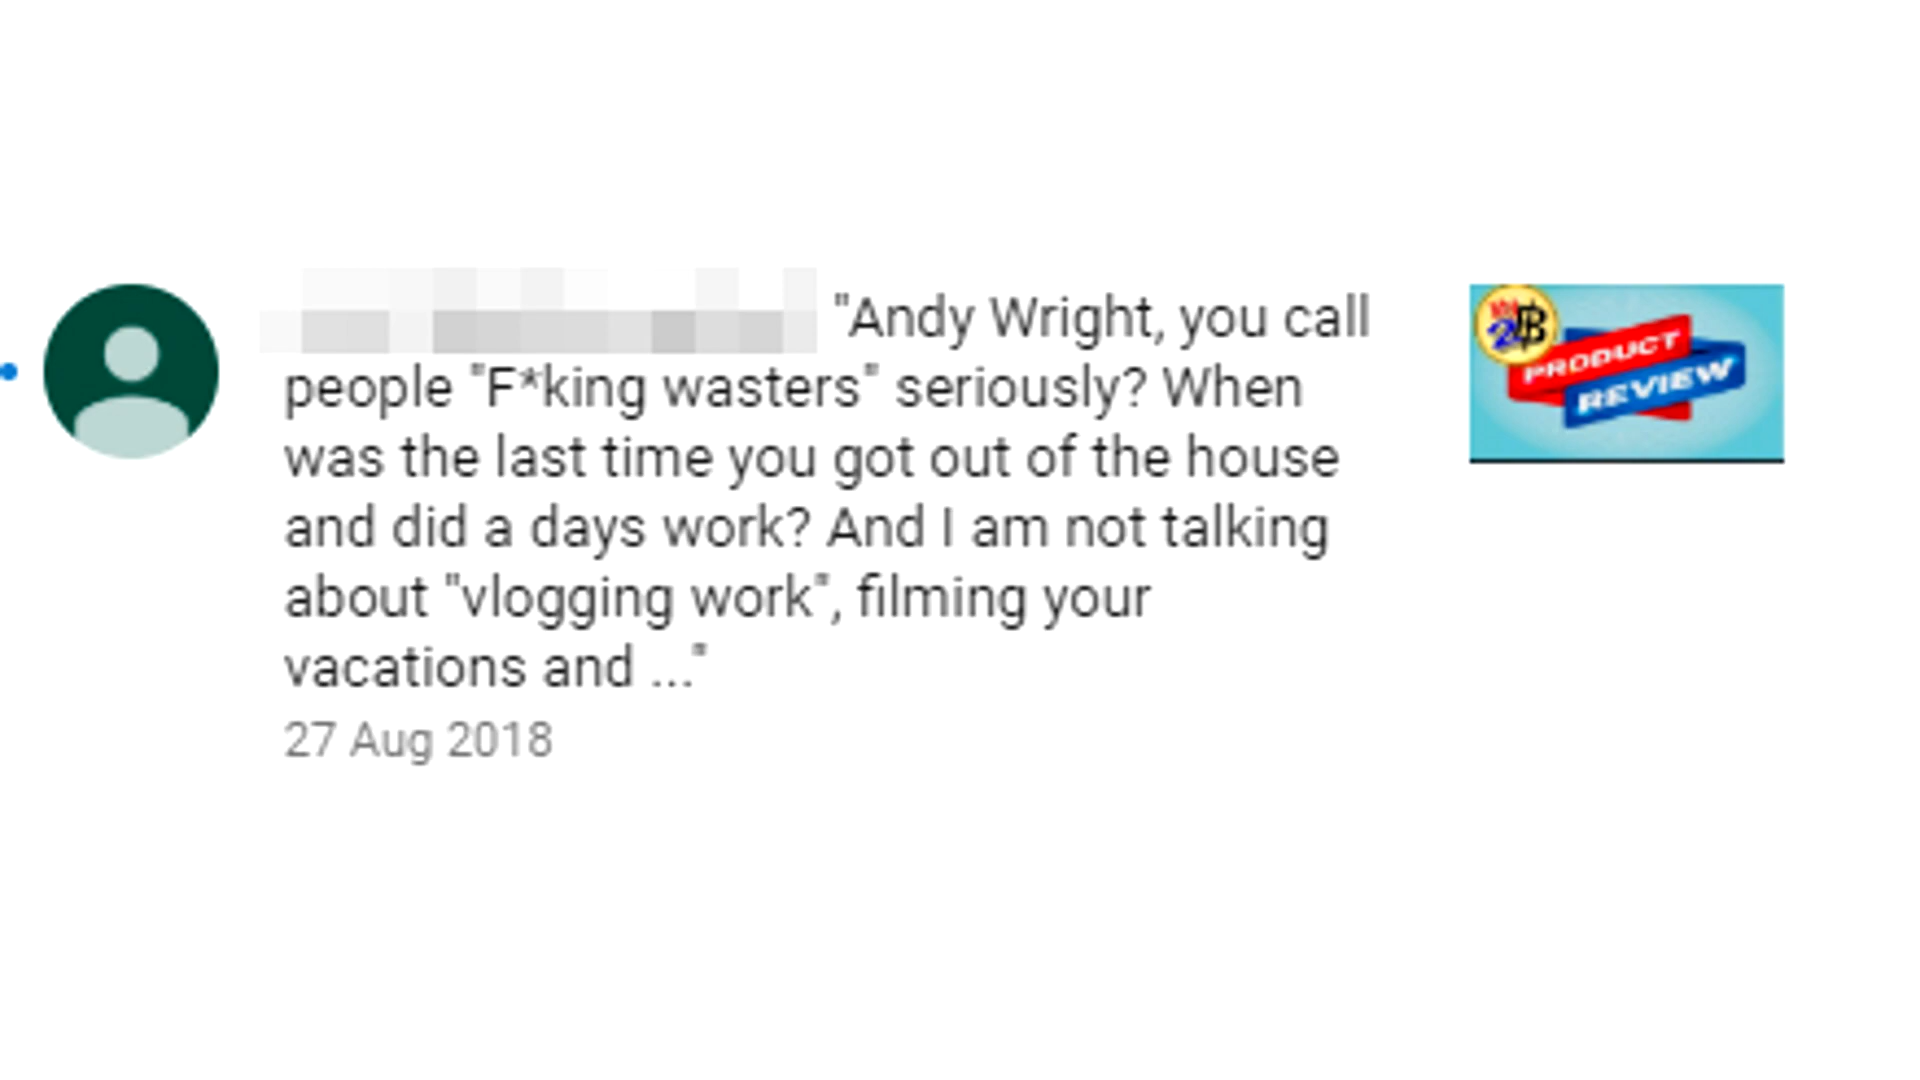 "Andy Wright, you call
people "F*king wasters" seriously? When
was the last time you got out of the house
and did a days work? And I am not talking
about "vlogging work", filming your
vacations and ..."
27 Aug 2018
PRODUCT
REVIEW